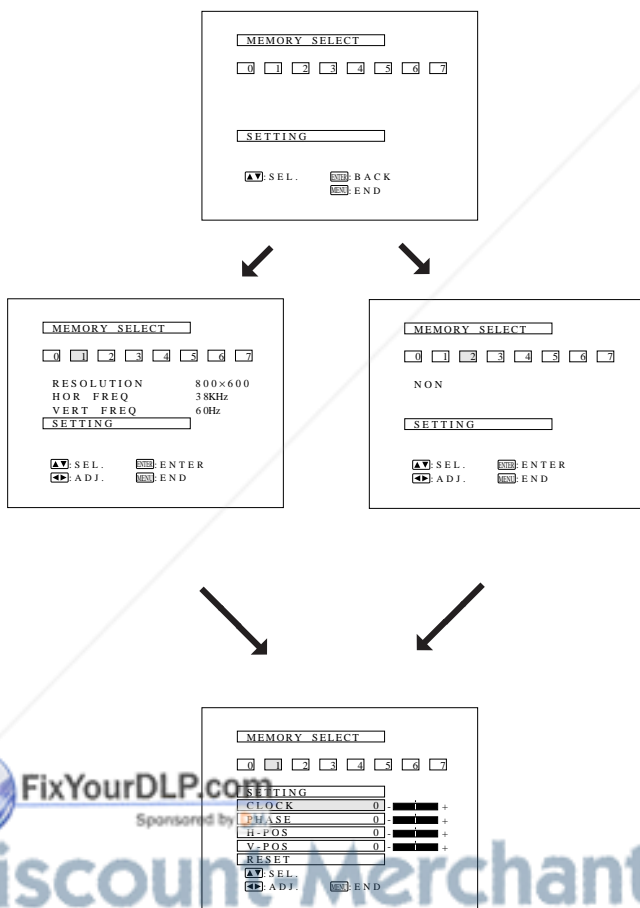 MEMORY SELECT
0 1 2 3 4 5 6 7
SETTING
▲▼:SEL. ENTER:BACK
MENU:END
MEMORY SELECT
0 1 2 3 4 5 6 7
RESOLUTION 800×600
HOR FREQ 38KHz
VERT FREQ 60Hz
SETTING
▲▼:SEL. ENTER:ENTER
◀▶:ADJ. MENU:END
MEMORY SELECT
0 1 2 3 4 5 6 7
NON
SETTING
▲▼:SEL. ENTER:ENTER
◀▶:ADJ. MENU:END
MEMORY SELECT
0 1 2 3 4 5 6 7
SETTING
CLOCK 0 - +
PHASE 0 - +
H-POS 0 - +
V-POS 0 - +
RESET
▲▼:SEL.
◀▶:ADJ. MENU:END
FixYourDLP.com
Sponsored by
iscount-Merchant